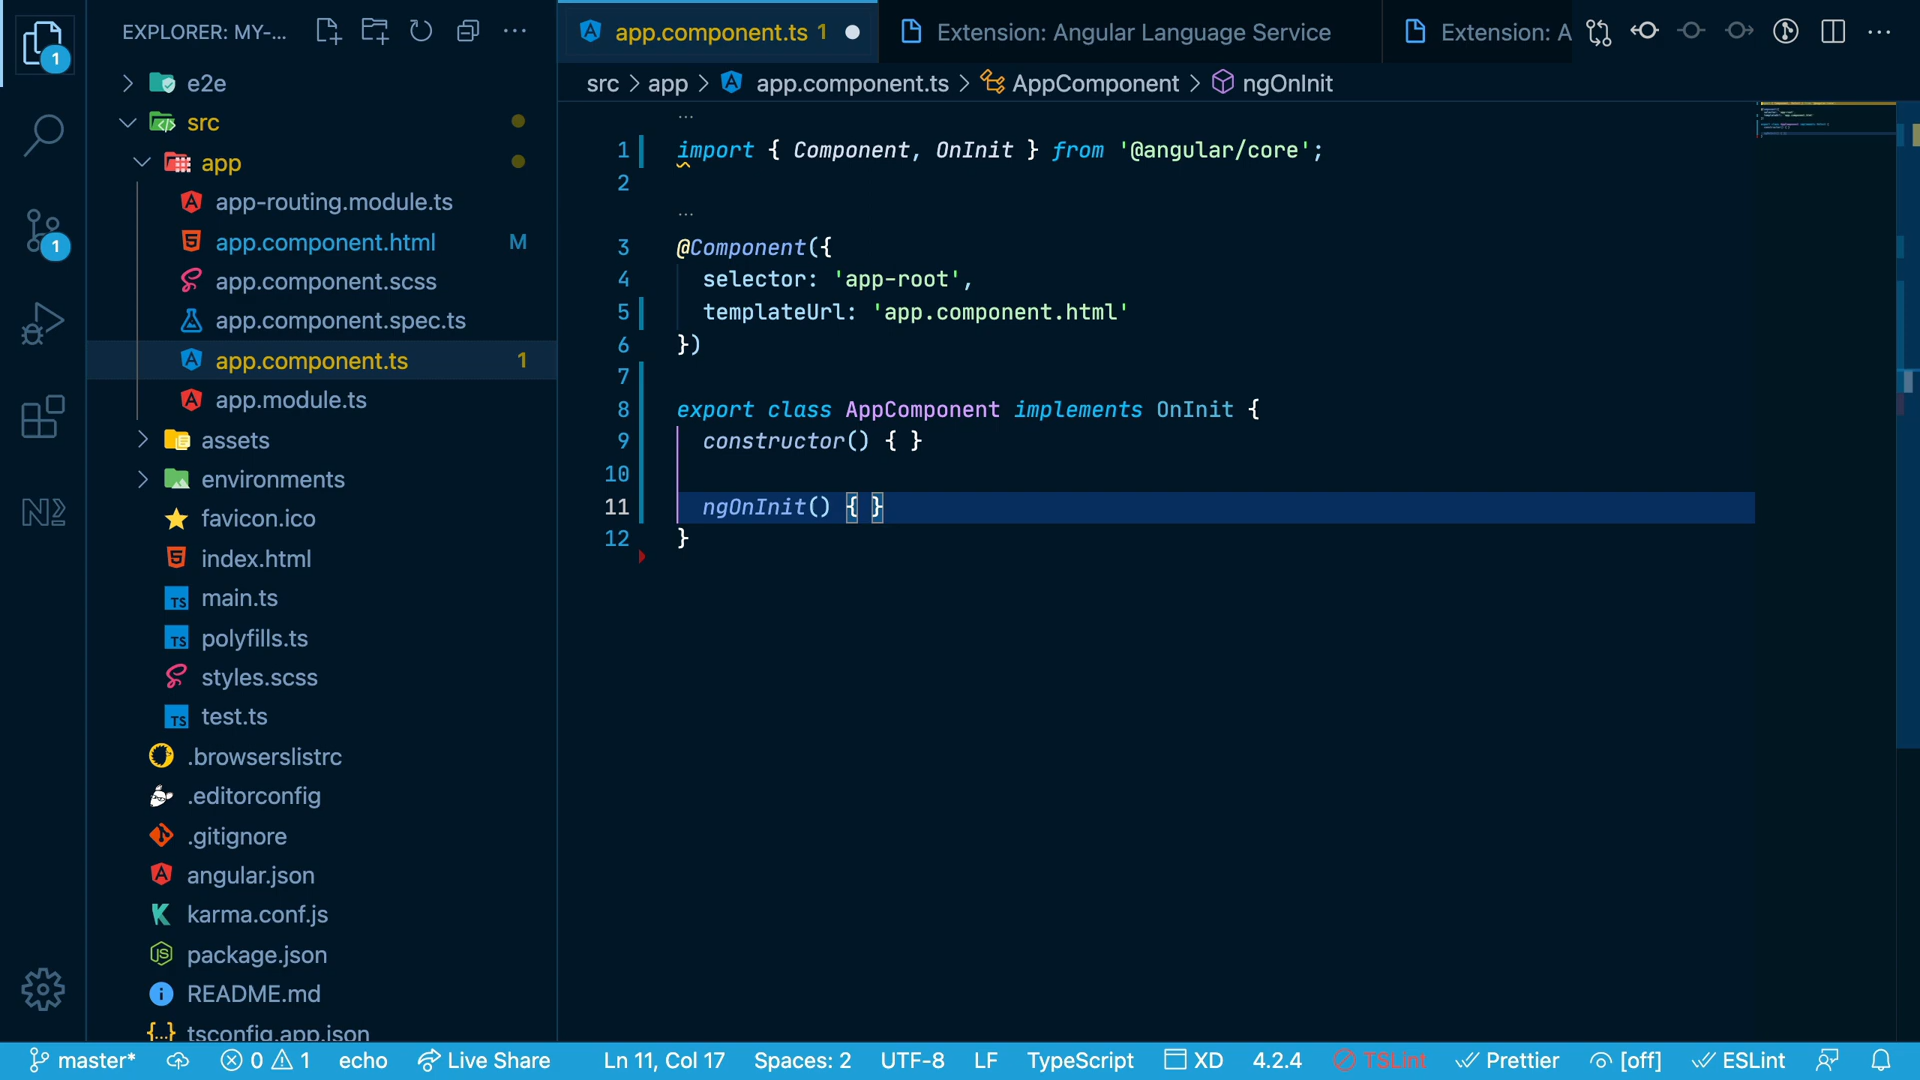 EXPLORER: MY-...
1
e2e
src
app
app-routing.module.ts
app.component.html M
app.component.scss
app.component.spec.ts
app.component.ts 1
app.module.ts
assets
environments
favicon.ico
index.html
main.ts
polyfills.ts
styles.scss
test.ts
.browserslistrc
.editorconfig
.gitignore
angular.json
karma.conf.js
package.json
README.md
tsconfig.app.json
1
app.component.ts 1
Extension: Angular Language Service
Extension: A
src > app > app.component.ts > AppComponent > ngOnInit
...
1 import { Component, OnInit } from '@angular/core';
2
...
3 @Component({
4 selector: 'app-root',
5 templateUrl: 'app.component.html'
6 })
7
8 export class AppComponent implements OnInit {
9 constructor() { }
10
11 ngOnInit() { }
12 }
master* 0 1 echo Live Share Ln 11, Col 17 Spaces: 2 UTF-8 LF TypeScript XD 4.2.4 TSLint Prettier [off] ESLint